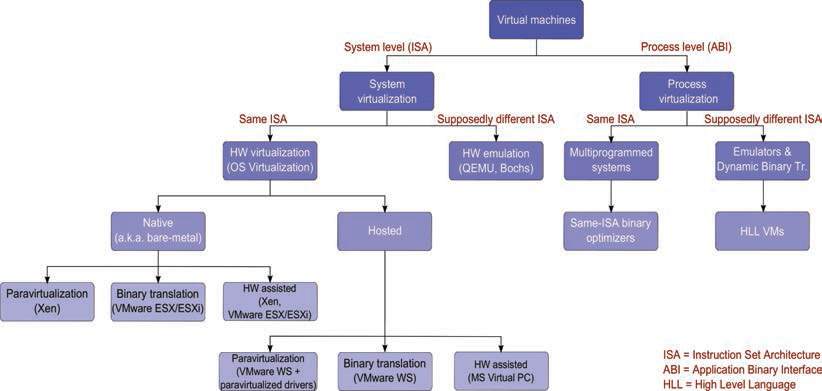 Virtual machines
System level (ISA)
Process level (ABI)
System
virtualization
Process
virtualization
Same ISA
Supposedly different ISA
Same ISA
Supposedly different ISA
HW virtualization
(OS Virtualization)
HW emulation
(QEMU, Bochs)
Multiprogrammed
systems
Emulators &
Dynamic Binary Tr.
Native
(a.k.a. bare-metal)
Hosted
Same-ISA binary
optimizers
HLL VMs
Paravirtualization
(Xen)
Binary translation
(VMware ESX/ESXi)
HW assisted
(Xen,
VMware ESX/ESXi)
Paravirtualization
(VMware WS +
paravirtualized drivers)
Binary translation
(VMware WS)
HW assisted
(MS Virtual PC)
ISA = Instruction Set Architecture
ABI = Application Binary Interface
HLL = High Level Language